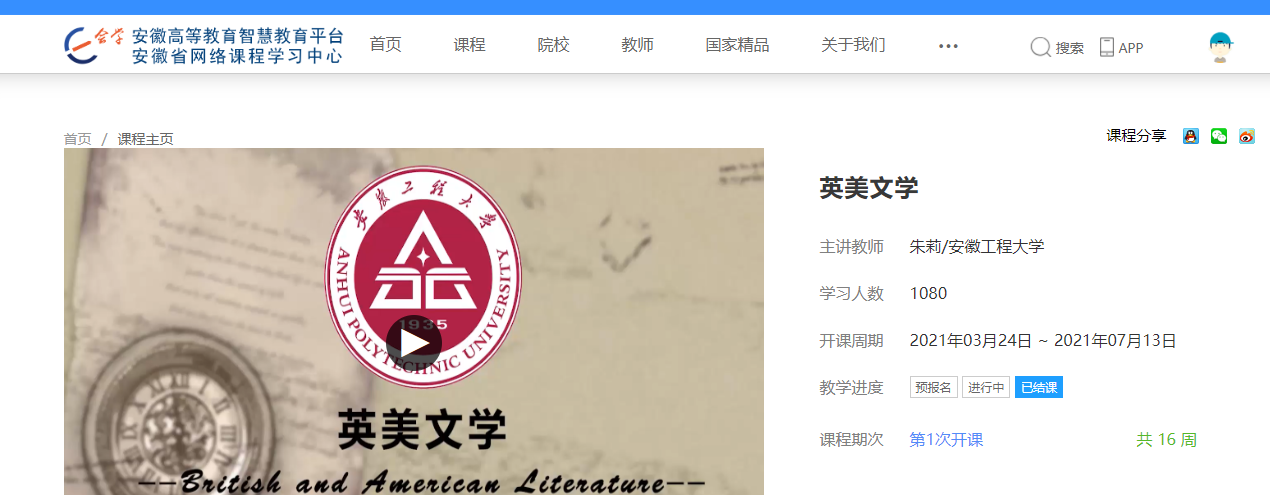 会学 安徽高等教育智慧教育平台
安徽省网络课程学习中心
首页 课程 院校 教师 国家精品 关于我们 ••• 搜索 APP
首页 / 课程主页
课程分享
安徽工程大学
1935
ANHUI POLYTECHNIC UNIVERSITY
英美文学
——British and American Literature——
英美文学
主讲教师 朱莉/安徽工程大学
学习人数 1080
开课周期 2021年03月24日 ~ 2021年07月13日
教学进度 预报名 进行中 已结课
课程期次 第1次开课 共 16 周